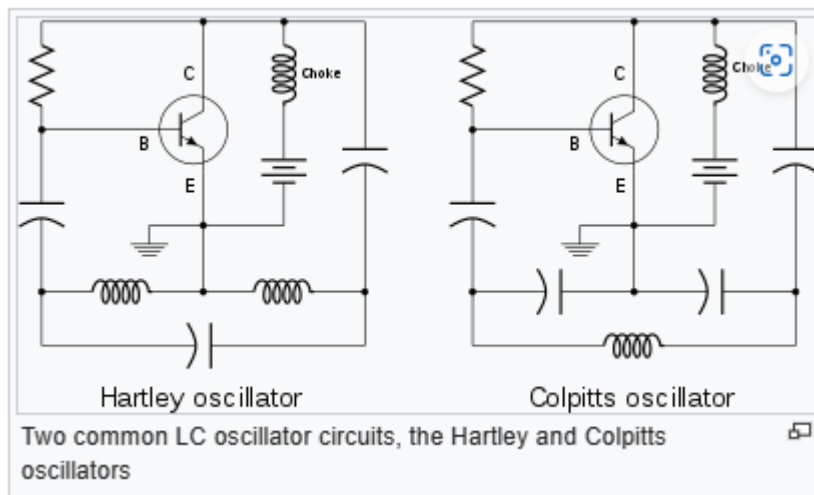 Choke
C
B
E
Hartley oscillator
Choke
C
B
E
Colpitts oscillator
Two common LC oscillator circuits, the Hartley and Colpitts
oscillators